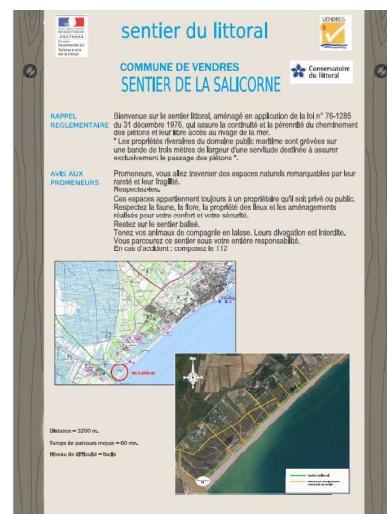 sentier du littoral
VENDRES
COMMUNE DE VENDRES
SENTIER DE LA SALICORNE
Conservatoire
du littoral
RAPPEL
REGLEMENTAIRE
Bienvenue sur le sentier littoral, aménagé en application de la loi n° 76-1285
du 31 décembre 1976, qui assure la continuité et la pérennité du cheminement
des piétons et leur libre accès au rivage de la mer.
" Les propriétés riveraines du domaine public maritime sont grévées sur
une bande de trois mètres de largeur d'une servitude destinée à assurer
exclusivement le passage des piétons ".
AVIS AUX
PROMENEURS
Promeneurs, vous allez traverser des espaces naturels remarquables par leur
rareté et leur fragilité.
Respectez-les.
Ces espaces appartiennent toujours à un propriétaire qu'il soit privé ou public.
Respectez la faune, la flore, la propriété des lieux et les aménagements
réalisés pour votre confort et votre sécurité.
Restez sur le sentier balisé.
Tenez vos animaux de compagnie en laisse. Leurs divagation est interdite.
Vous parcourez ce sentier sous votre entière responsabilité.
En cas d'accident : composez le 112
Distance = 3200 m.
Temps de parcours moyen = 60 mn.
Niveau de difficulté = facile